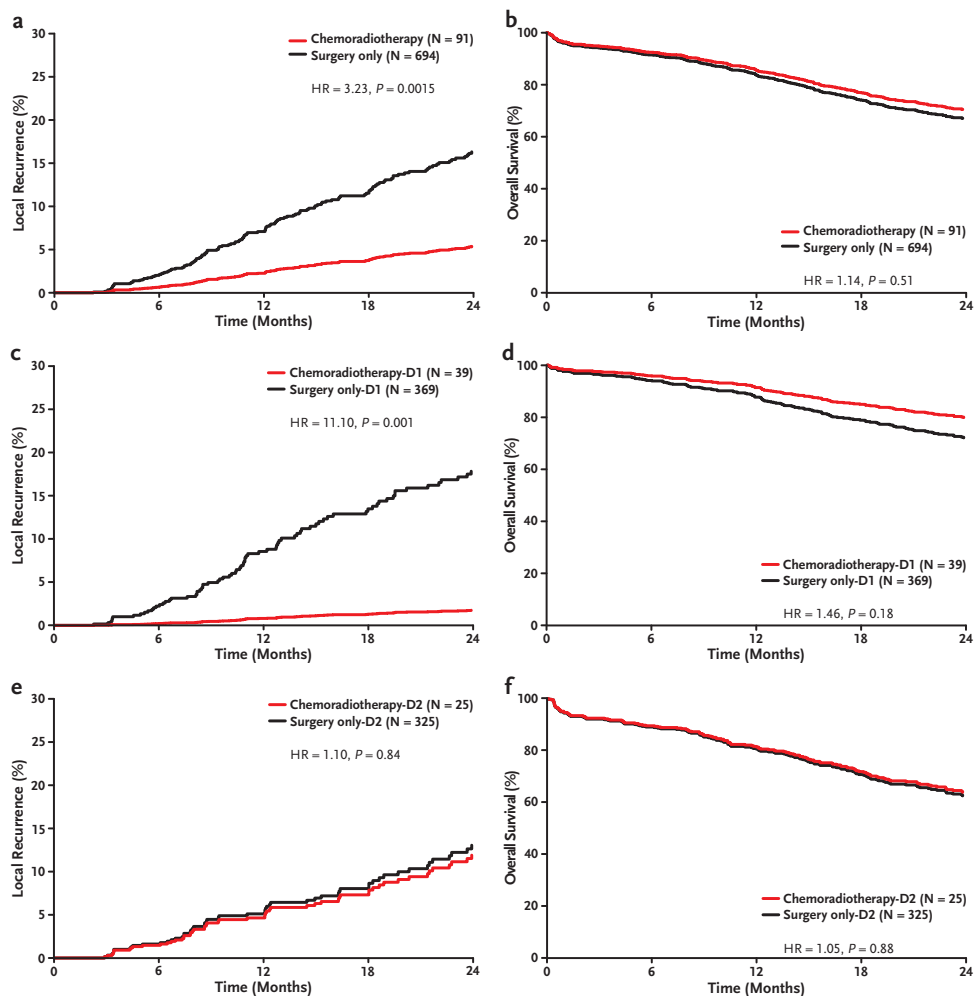 a
30
25
20
15
10
5
0
Local Recurrence (%)
Chemoradiotherapy (N = 91)
Surgery only (N = 694)
HR = 3.23, P = 0.0015
0 6 12 18 24
Time (Months)
b
100
80
60
40
20
0
Overall Survival (%)
Chemoradiotherapy (N = 91)
Surgery only (N = 694)
HR = 1.14, P = 0.51
0 6 12 18 24
Time (Months)
c
30
25
20
15
10
5
0
Local Recurrence (%)
Chemoradiotherapy-D1 (N = 39)
Surgery only-D1 (N = 369)
HR = 11.10, P = 0.001
0 6 12 18 24
Time (Months)
d
100
80
60
40
20
0
Overall Survival (%)
Chemoradiotherapy-D1 (N = 39)
Surgery only-D1 (N = 369)
HR = 1.46, P = 0.18
0 6 12 18 24
Time (Months)
e
30
25
20
15
10
5
0
Local Recurrence (%)
Chemoradiotherapy-D2 (N = 25)
Surgery only-D2 (N = 325)
HR = 1.10, P = 0.84
0 6 12 18 24
Time (Months)
f
100
80
60
40
20
0
Overall Survival (%)
Chemoradiotherapy-D2 (N = 25)
Surgery only-D2 (N = 325)
HR = 1.05, P = 0.88
0 6 12 18 24
Time (Months)